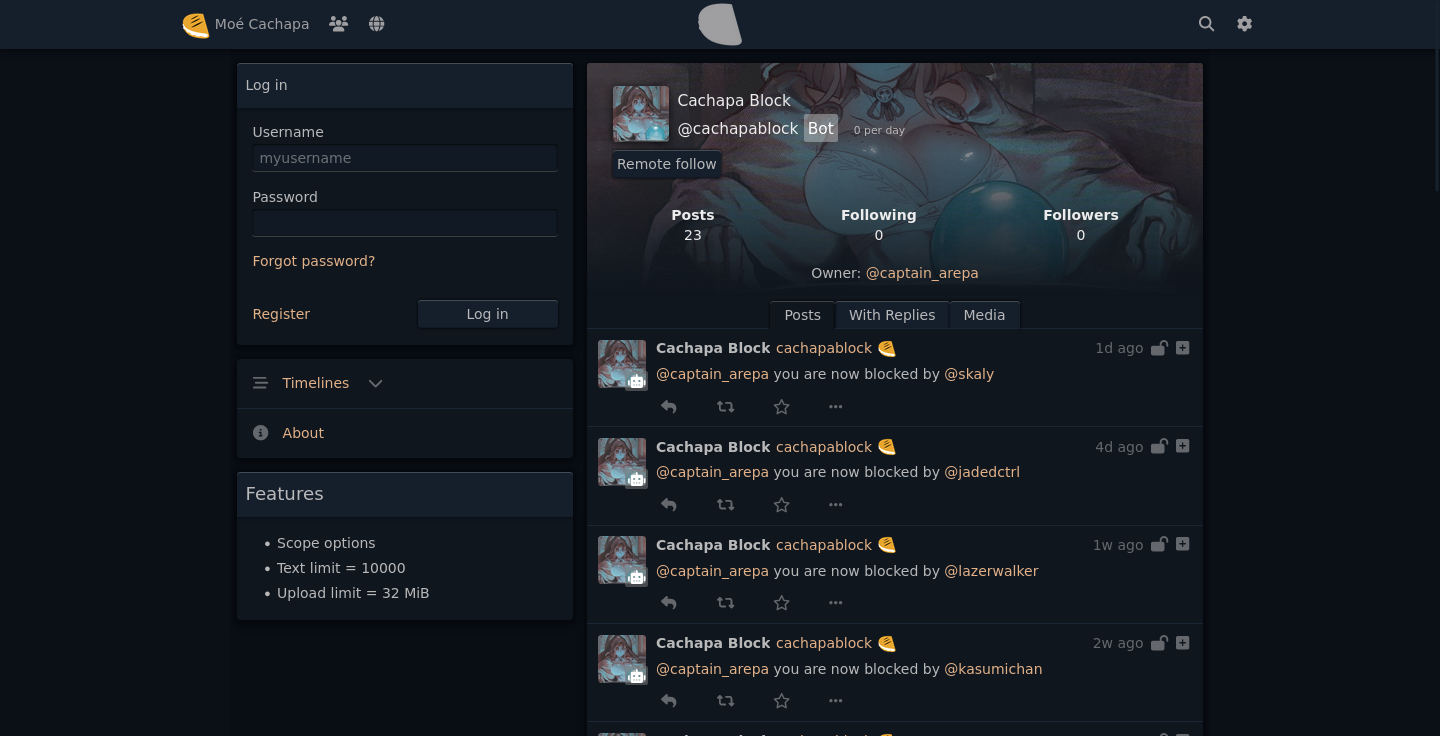 Moé Cachapa
Log in
Username
myusername
Password
Forgot password?
Register
Log in
Timelines
About
Features
• Scope options
• Text limit = 10000
• Upload limit = 32 MiB
Cachapa Block
@cachapablock Bot 0 per day
Remote follow
Posts Following Followers
23 0 0
Owner: @captain_arepa
Posts With Replies Media
Cachapa Block cachapablock 1d ago
@captain_arepa you are now blocked by @skaly
Cachapa Block cachapablock 4d ago
@captain_arepa you are now blocked by @jadedctrl
Cachapa Block cachapablock 1w ago
@captain_arepa you are now blocked by @lazerwalker
Cachapa Block cachapablock 2w ago
@captain_arepa you are now blocked by @kasumichan